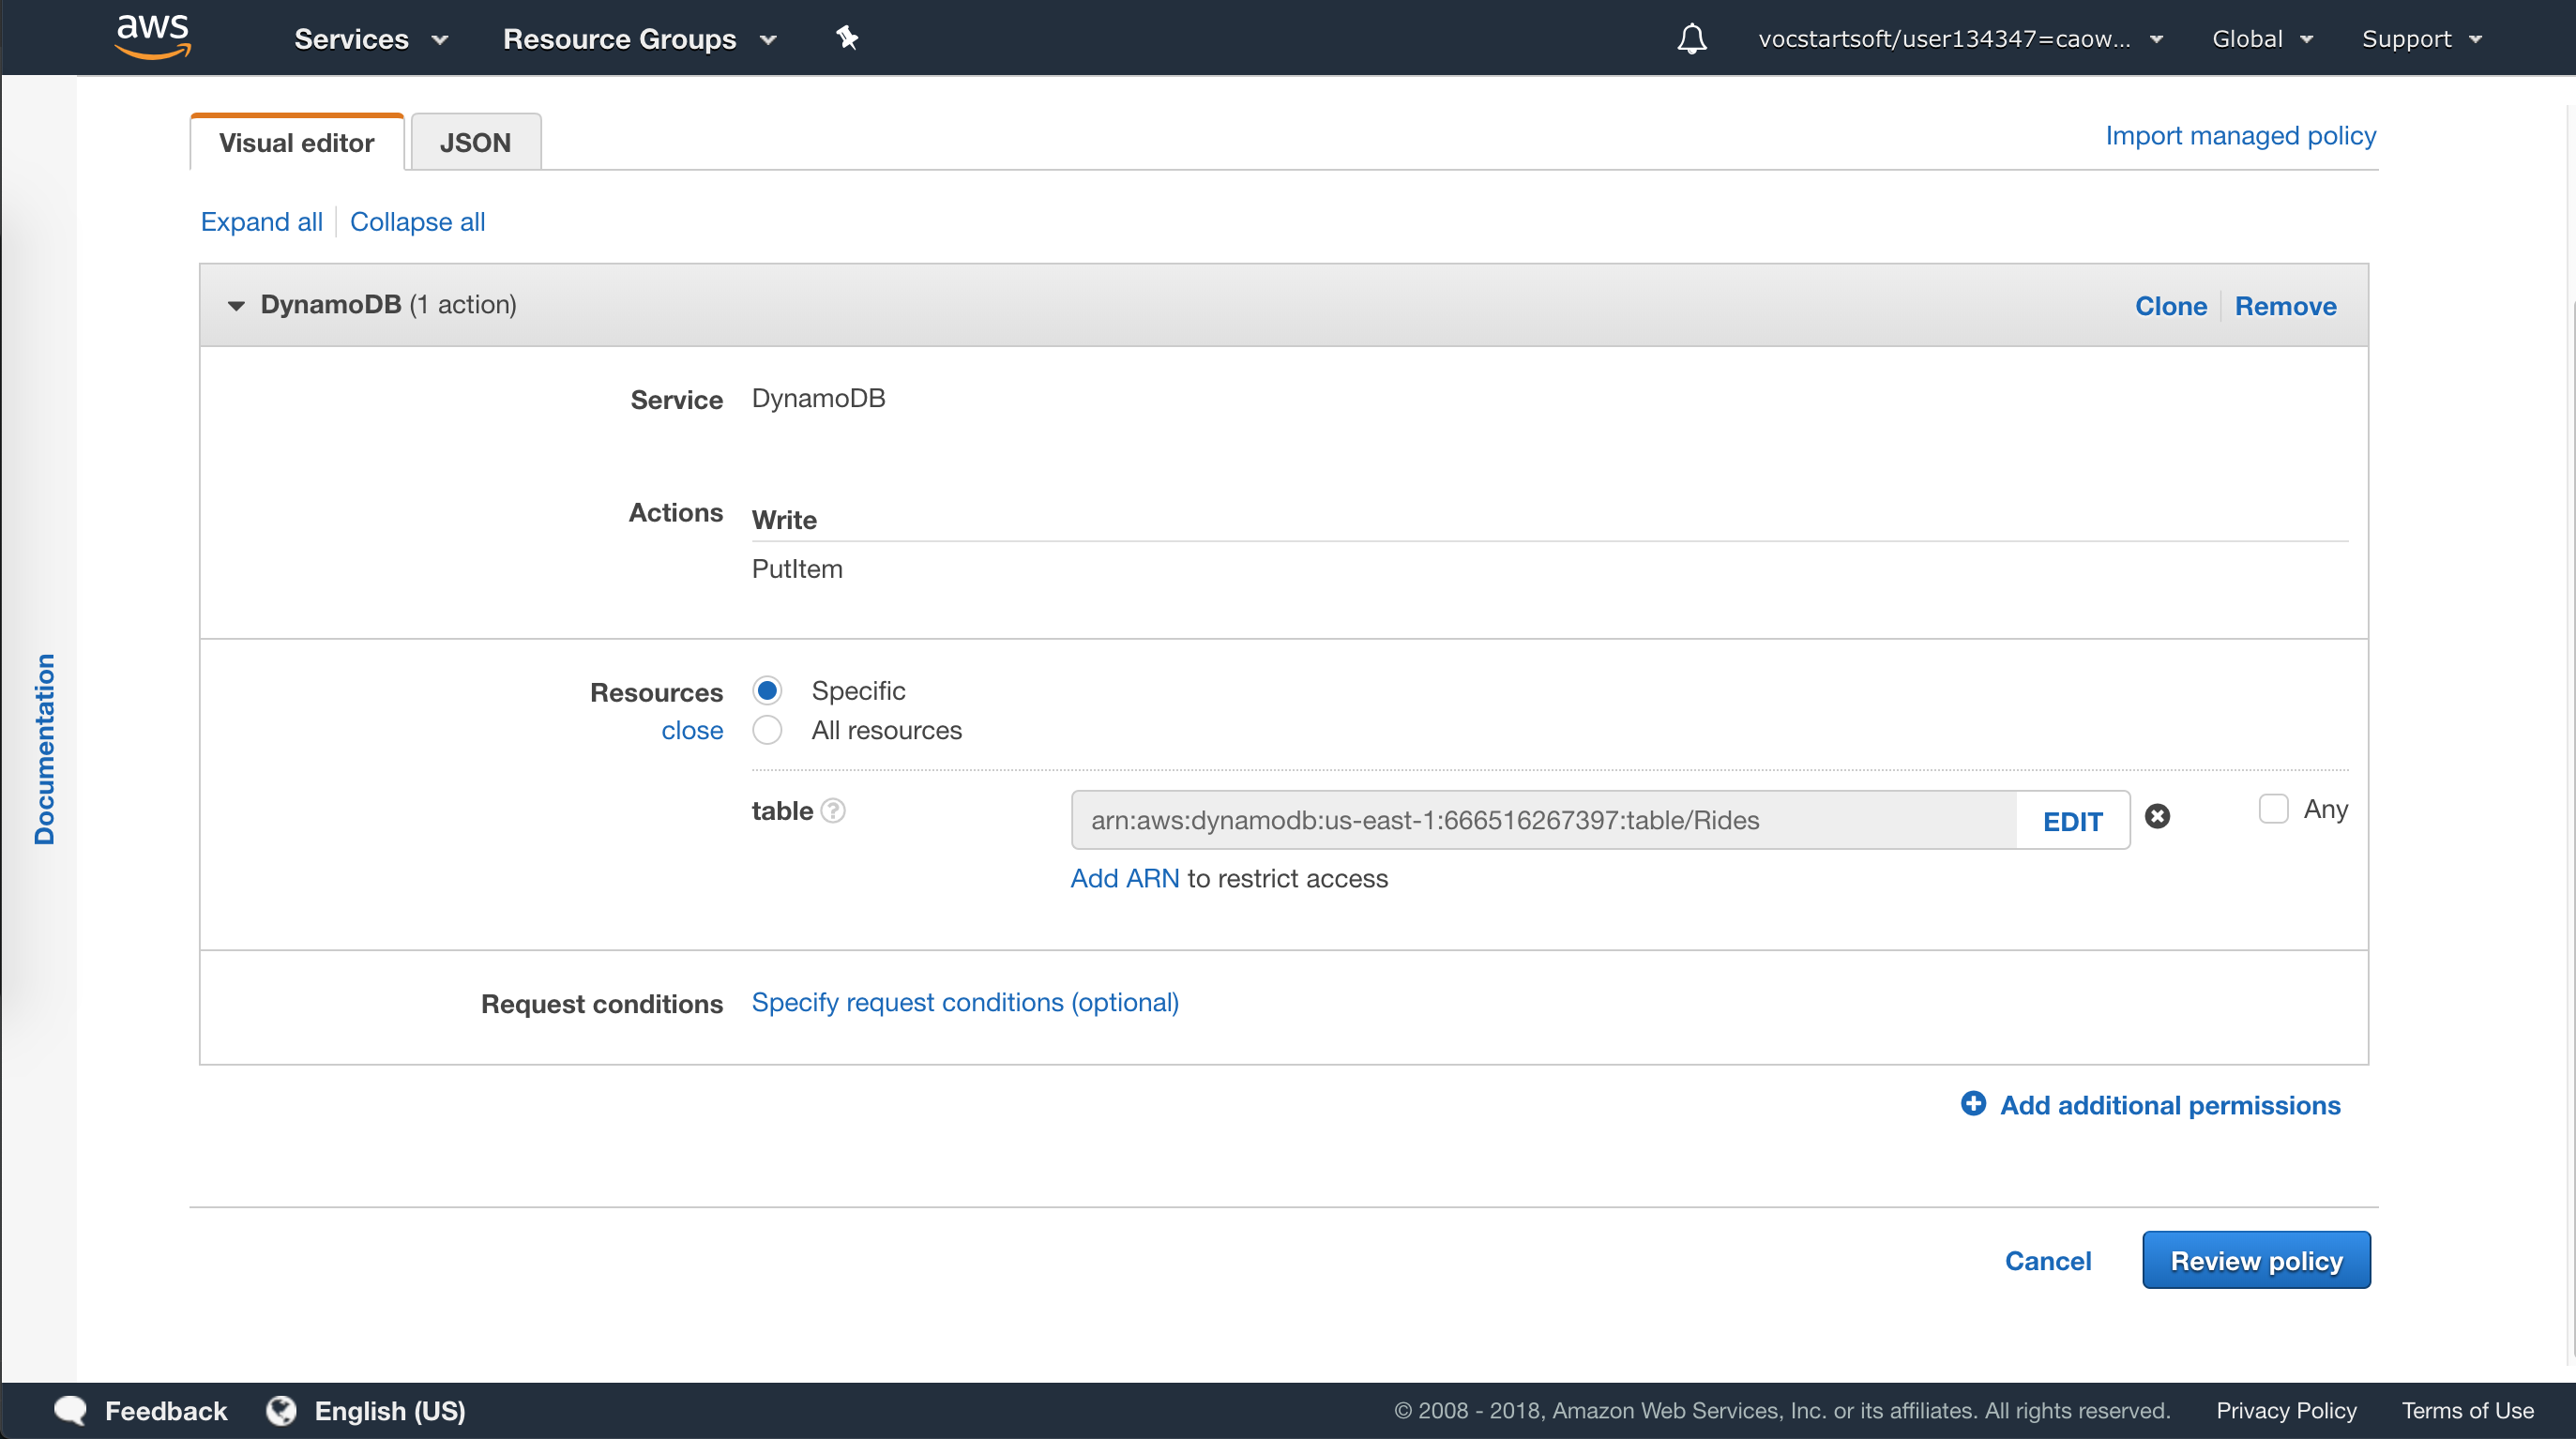 aws Services Resource Groups vocstartsoft/user134347=caow... Global Support
Visual editor JSON Import managed policy
Expand all Collapse all
DynamoDB (1 action) Clone Remove
Service DynamoDB
Actions Write
PutItem
Resources Specific
close All resources
table ? arn:aws:dynamodb:us-east-1:666516267397:table/Rides EDIT Any
Add ARN to restrict access
Documentation
Request conditions Specify request conditions (optional)
Add additional permissions
Cancel Review policy
Feedback English (US) © 2008 - 2018, Amazon Web Services, Inc. or its affiliates. All rights reserved. Privacy Policy Terms of Use